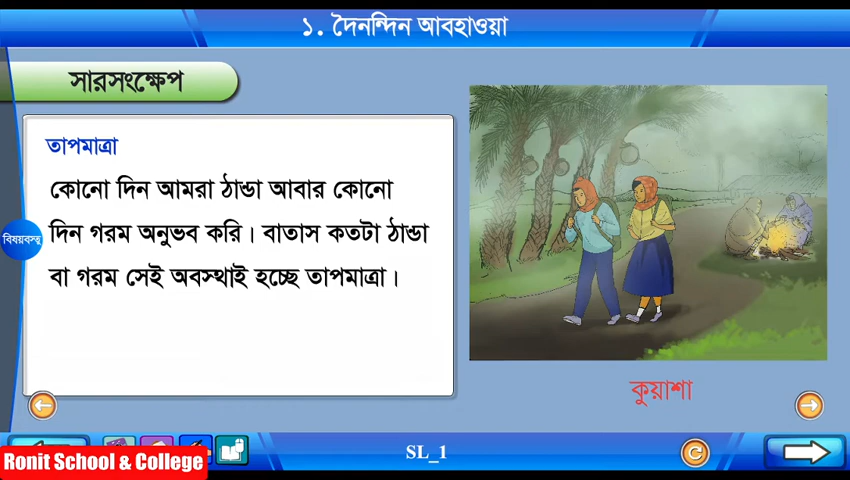 ১. দৈনন্দিন আবহাওয়া
সারসংক্ষেপ
তাপমাত্রা
কোনো দিন আমরা ঠান্ডা আবার কোনো
দিন গরম অনুভব করি। বাতাস কতটা ঠান্ডা
বা গরম সেই অবস্থাই হচ্ছে তাপমাত্রা।
বিষয়বস্তু
কুয়াশা
SL_1
Ronit School & College